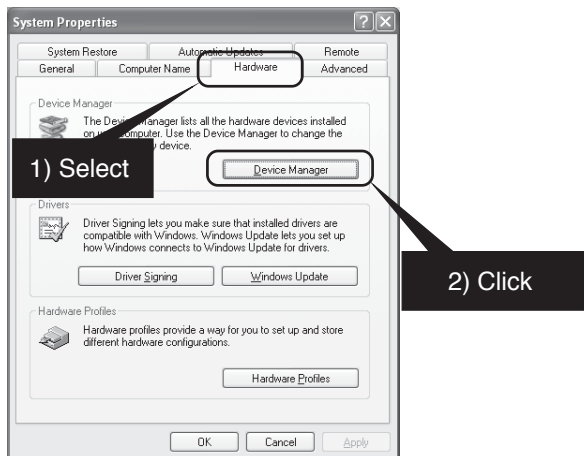 System Properties
System Restore Automatic Updates Remote
General Computer Name Hardware Advanced
Device Manager
The Device Manager lists all the hardware devices installed
on your computer. Use the Device Manager to change the
device.
1) Select
Device Manager
Drivers
Driver Signing lets you make sure that installed drivers are
compatible with Windows. Windows Update lets you set up
how Windows connects to Windows Update for drivers.
2) Click
Driver Signing Windows Update
Hardware Profiles
Hardware profiles provide a way for you to set up and store
different hardware configurations.
Hardware Profiles
OK Cancel Apply